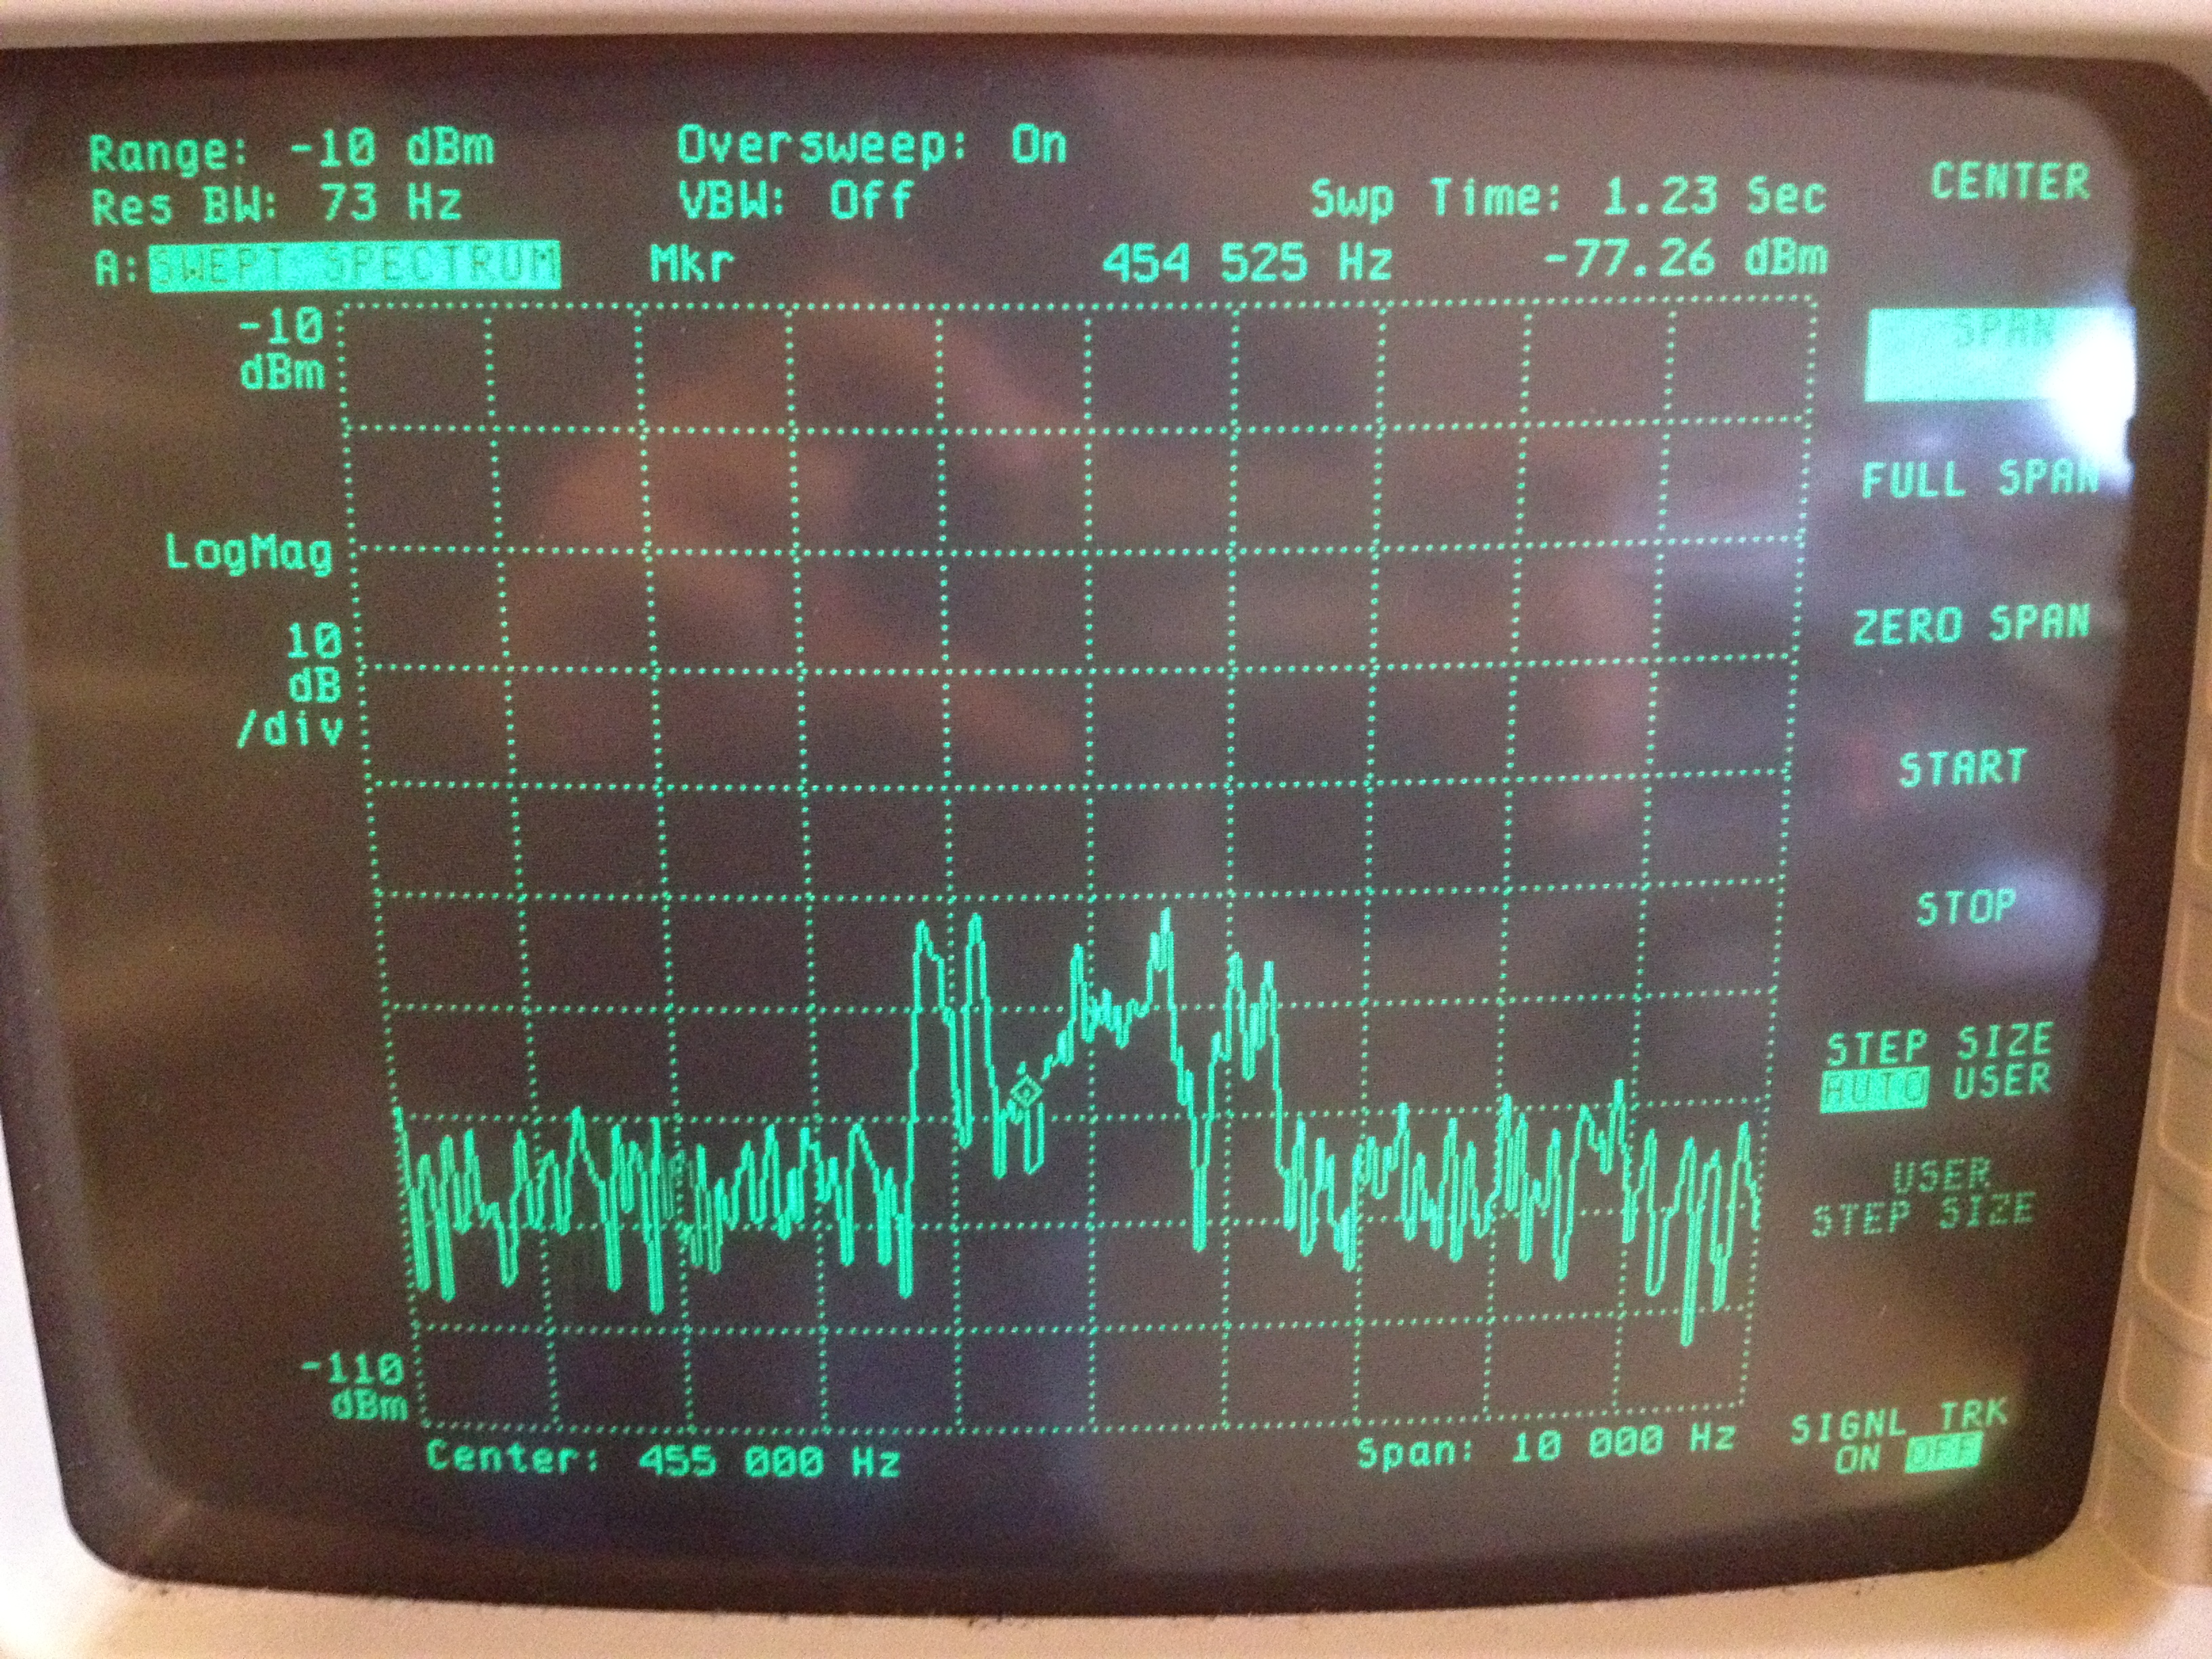 Range: -10 dBm
Oversweep: On
Res BW: 73 Hz
VBW: Off
Swp Time: 1.23 Sec
A: SWEPT SPECTRUM
Mkr
454 525 Hz
-77.26 dBm
-10
dBm
LogMag
10
dB
/div
-110
dBm
Center: 455 000 Hz
Span: 10 000 Hz
CENTER
SPAN
FULL SPAN
ZERO SPAN
START
STOP
STEP SIZE
AUTO USER
USER
STEP SIZE
SIGNL TRK
ON OFF